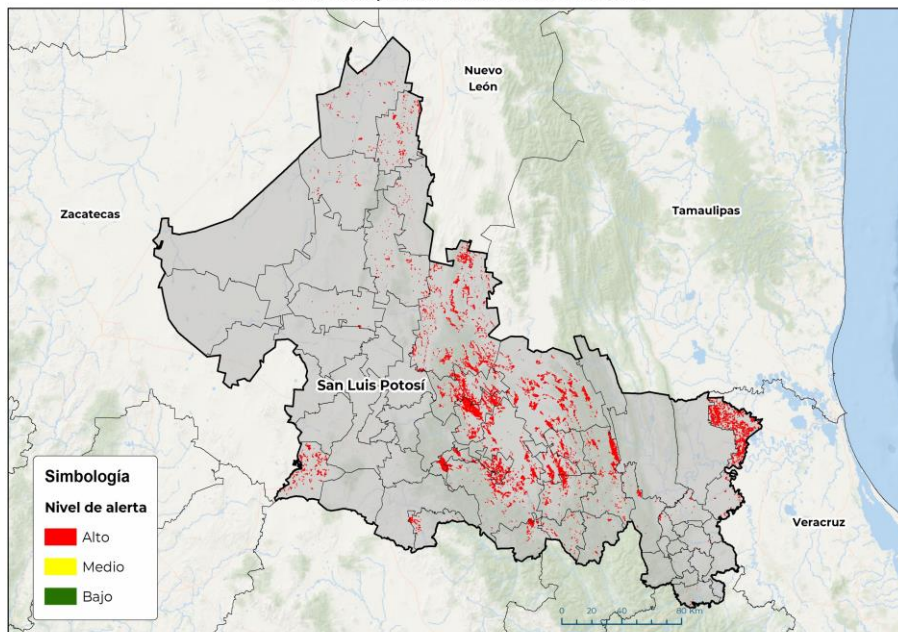 Nuevo
León
Zacatecas
Tamaulipas
San Luis Potosí
Veracruz
Simbología
Nivel de alerta
Alto
Medio
Bajo
0 20 40 60 80 Km